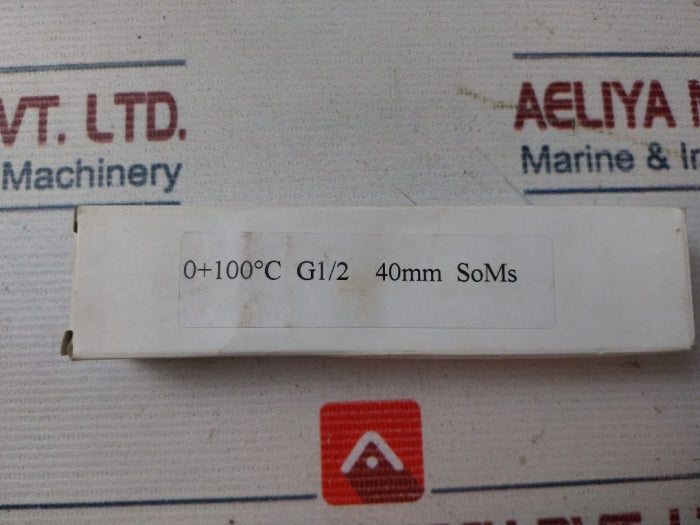 VT. LTD.
Machinery
AELIYA
Marine & In
0+100°C G1/2 40mm SoMs